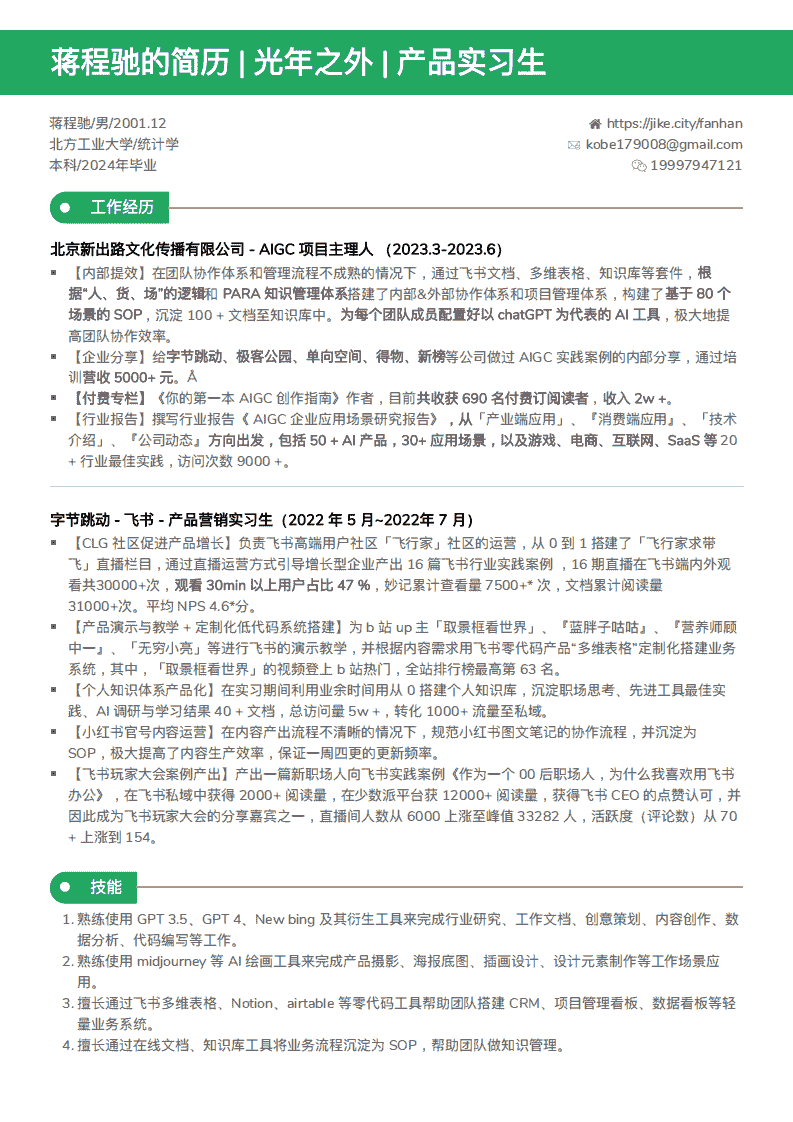 蒋程驰的简历 | 光年之外 | 产品实习生
蒋程驰/男/2001.12
https://jike.city/fanhan
北方工业大学/统计学
kobe179008@gmail.com
本科/2024年毕业
19997947121
工作经历
北京新出路文化传播有限公司 - AIGC 项目主理人 （2023.3-2023.6）
【内部提效】在团队协作体系和管理流程不成熟的情况下，通过飞书文档、多维表格、知识库等套件，根
据“人、货、场”的逻辑和 PARA 知识管理体系搭建了内部&外部协作体系和项目管理体系，构建了基于 80 个
场景的 SOP，沉淀 100 + 文档至知识库中。为每个团队成员配置好以 chatGPT 为代表的 AI 工具，极大地提
高团队协作效率。
【企业分享】给字节跳动、极客公园、单向空间、得物、新榜等公司做过 AIGC 实践案例的内部分享，通过培
训营收 5000+ 元。Å
【付费专栏】《你的第一本 AIGC 创作指南》作者，目前共收获 690 名付费订阅读者，收入 2w +。
【行业报告】撰写行业报告《 AIGC 企业应用场景研究报告》，从「产业端应用」、『消费端应用』、「技术
介绍」、『公司动态』方向出发，包括 50 + AI 产品，30+ 应用场景，以及游戏、电商、互联网、SaaS 等 20
+ 行业最佳实践，访问次数 9000 +。
字节跳动 - 飞书 - 产品营销实习生（2022 年 5 月~2022年 7 月）
【CLG 社区促进产品增长】负责飞书高端用户社区「飞行家」社区的运营，从 0 到 1 搭建了「飞行家求带
飞」直播栏目，通过直播运营方式引导增长型企业产出 16 篇飞书行业实践案例 ，16 期直播在飞书端内外观
看共30000+次，观看 30min 以上用户占比 47 %，妙记累计查看量 7500+* 次，文档累计阅读量
31000+次。平均 NPS 4.6*分。
【产品演示与教学 + 定制化低代码系统搭建】为 b 站 up 主「取景框看世界」、『蓝胖子咕咕』、『营养师顾
中一』、「无穷小亮」等进行飞书的演示教学，并根据内容需求用飞书零代码产品“多维表格”定制化搭建业务
系统，其中，「取景框看世界」的视频登上 b 站热门，全站排行榜最高第 63 名。
【个人知识体系产品化】在实习期间利用业余时间用从 0 搭建个人知识库，沉淀职场思考、先进工具最佳实
践、AI 调研与学习结果 40 + 文档，总访问量 5w +，转化 1000+ 流量至私域。
【小红书官号内容运营】在内容产出流程不清晰的情况下，规范小红书图文笔记的协作流程，并沉淀为
SOP，极大提高了内容生产效率，保证一周四更的更新频率。
【飞书玩家大会案例产出】产出一篇新职场人向飞书实践案例《作为一个 00 后职场人，为什么我喜欢用飞书
办公》，在飞书私域中获得 2000+ 阅读量，在少数派平台获 12000+ 阅读量，获得飞书 CEO 的点赞认可，并
因此成为飞书玩家大会的分享嘉宾之一，直播间人数从 6000 上涨至峰值 33282 人，活跃度（评论数）从 70
+ 上涨到 154。
技能
1. 熟练使用 GPT 3.5、GPT 4、New bing 及其衍生工具来完成行业研究、工作文档、创意策划、内容创作、数
据分析、代码编写等工作。
2. 熟练使用 midjourney 等 AI 绘画工具来完成产品摄影、海报底图、插画设计、设计元素制作等工作场景应
用。
3. 擅长通过飞书多维表格、Notion、airtable 等零代码工具帮助团队搭建 CRM、项目管理看板、数据看板等轻
量业务系统。
4. 擅长通过在线文档、知识库工具将业务流程沉淀为 SOP，帮助团队做知识管理。